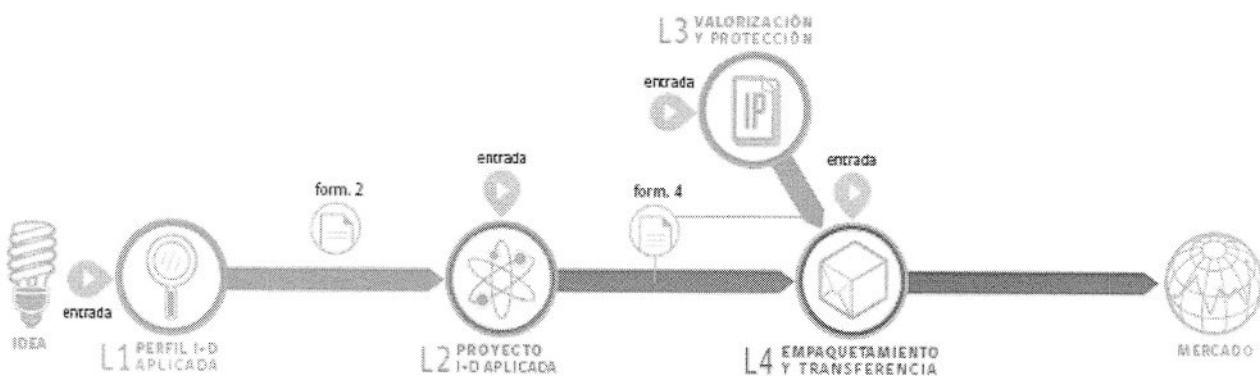 L3 VALORIZACIÓN
Y PROTECCIÓN
entrada
IP
entrada
entrada
form. 2
form. 4
entrada
IDEA
L1 PERFIL I+D
APLICADA
L2 PROYECTO
I+D APLICADA
L4 EMPAQUETAMIENTO
Y TRANSFERENCIA
MERCADO